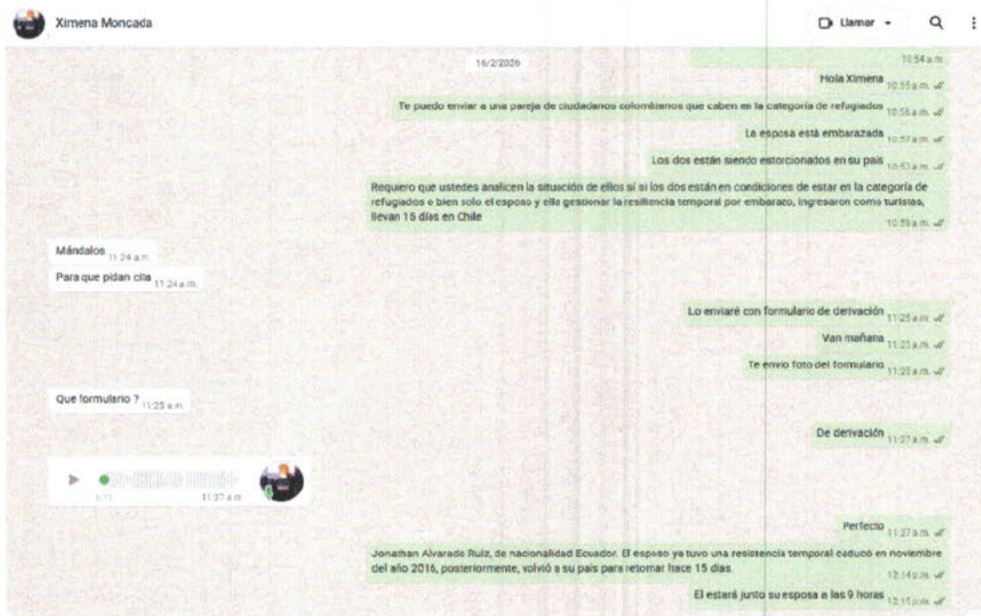 Ximena Moncada
Llamar
10:54 a.m.
16/2/2026
Hola Ximena 10:55 a.m.
Te puedo enviar a una pareja de ciudadanos colombianos que caben en la categoría de refugiados 10:56 a.m.
La esposa está embarazada 10:57 a.m.
Los dos están siendo estorcionados en su país 10:57 a.m.
Requiero que ustedes analicen la situación de ellos sí si los dos están en condiciones de estar en la categoría de
refugiados o bien solo el esposo y ella gestionar la resiliencia temporal por embarazo, ingresaron como turistas,
llevan 15 días en Chile
10:59 a.m.
Mándalos 11:24 a.m.
Para que pidan cita 11:24 a.m.
Lo enviaré con formulario de derivación 11:25 a.m.
Van mañana 11:25 a.m.
Te envio foto del formulario 11:25 a.m.
Que formulario ? 11:25 a.m.
De derivación 11:27 a.m.
11:27 a.m.
Perfecto 11:27 a.m.
Jonathan Alvarado Ruiz, de nacionalidad Ecuador. El esposo ya tuvo una resistencia temporal caducó en noviembre
del año 2016, posteriormente, volvió a su país para retornar hace 15 días.
12:14 p.m.
El estará junto su esposa a las 9 horas 12:15 p.m.